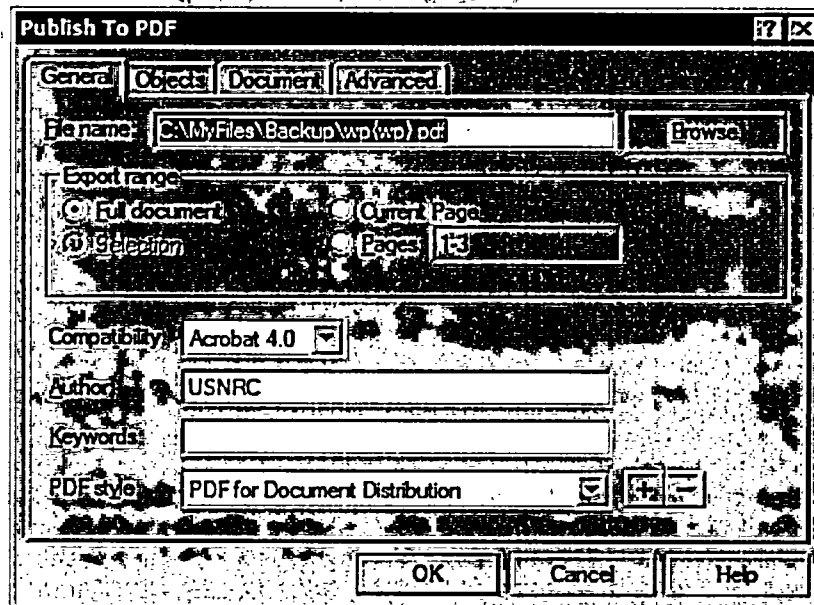 Publish To PDF
General Objects Document Advanced
File name: C:\MyFiles\Backup\wp{wp}.pdf Browse
Export range
Full document Current Page
Selection Pages: 1-3
Compatibility: Acrobat 4.0
Author: USNRC
Keywords:
PDF style: PDF for Document Distribution
OK Cancel Help